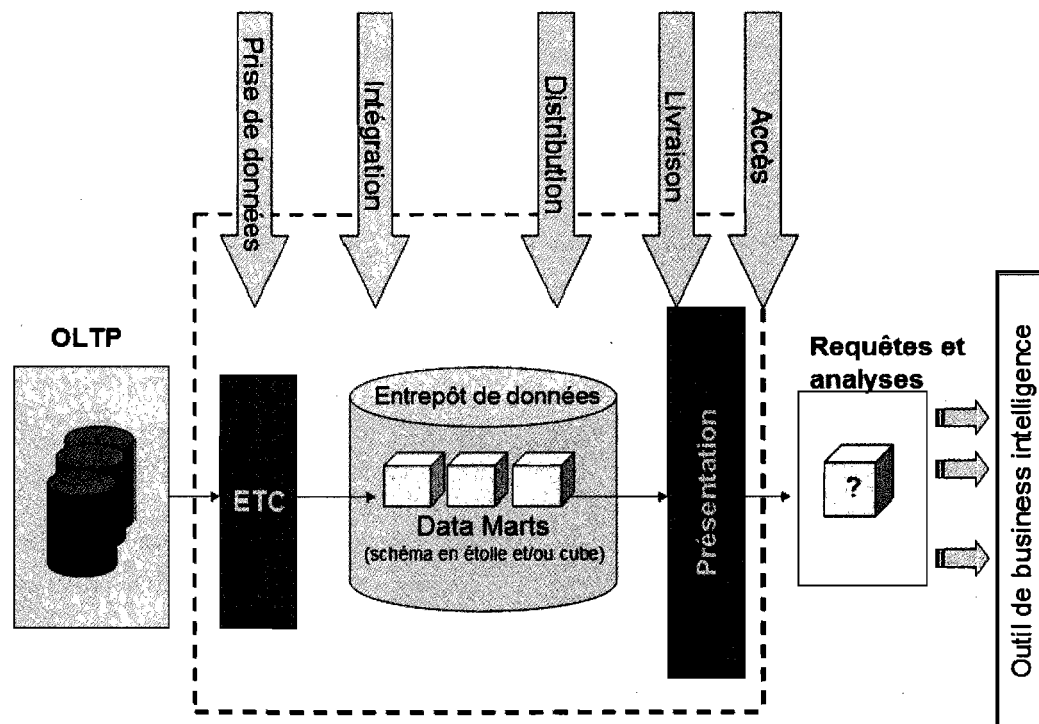 Prise de données
Intégration
Distribution
Livraison
Accès
OLTP
ETC
Entrepôt de données
Data Marts
(schéma en étoile et/ou cube)
Présentation
Requêtes et
analyses
?
Outil de business intelligence